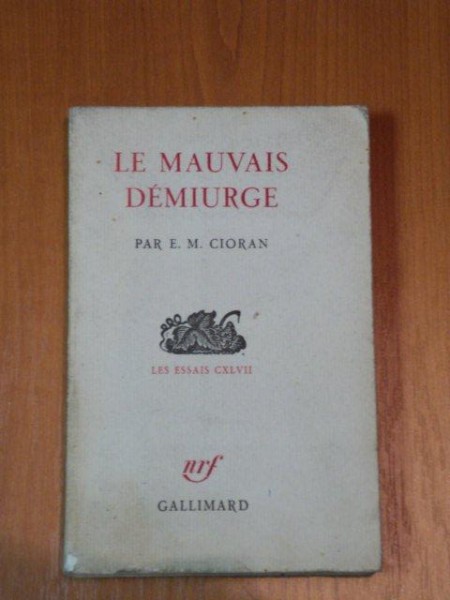 LE MAUVAIS
DÉMIURGE
PAR E. M. CIORAN
LES ESSAIS CXLVII
nrf
GALLIMARD